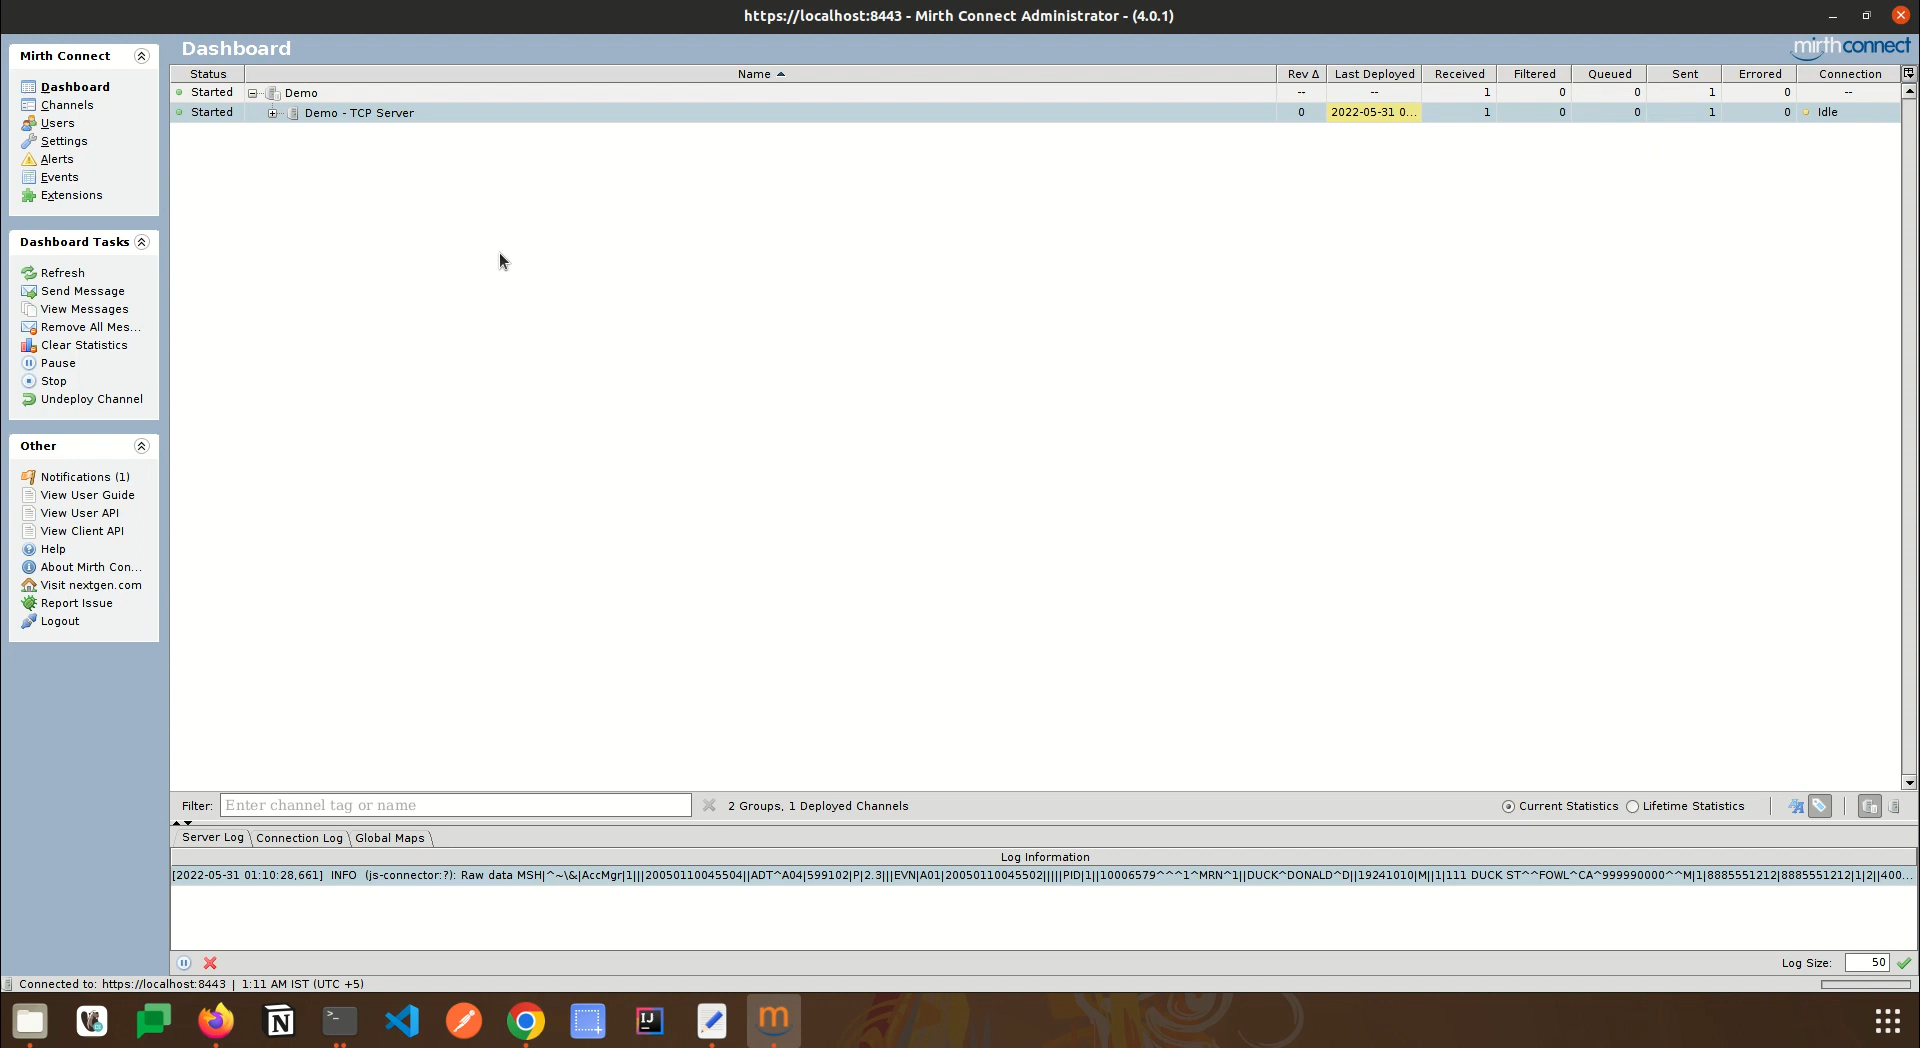 https://localhost:8443 - Mirth Connect Administrator - (4.0.1)
Mirth Connect
Dashboard
Channels
Users
Settings
Alerts
Events
Extensions
Dashboard Tasks
Refresh
Send Message
View Messages
Remove All Mes...
Clear Statistics
Pause
Stop
Undeploy Channel
Other
Notifications (1)
View User Guide
View User API
View Client API
Help
About Mirth Con...
Visit nextgen.com
Report Issue
Logout
Dashboard
mirthconnect
Status Name Rev Δ Last Deployed Received Filtered Queued Sent Errored Connection
Started Demo -- -- 1 0 0 1 0 --
Started Demo - TCP Server 0 2022-05-31 0... 1 0 0 1 0 Idle
Filter: Enter channel tag or name 2 Groups, 1 Deployed Channels Current Statistics Lifetime Statistics
Server Log Connection Log Global Maps
Log Information
[2022-05-31 01:10:28,661] INFO (js-connector:?): Raw data MSH|^~\&|AccMgr|1|||20050110045504||ADT^A04|599102|P|2.3|||EVN|A01|20050110045502|||||PID|1||10006579^^^1^MRN^1||DUCK^DONALD^D||19241010|M||1|111 DUCK ST^^FOWL^CA^999990000^^M|1|8885551212|8885551212|1|2||400...
Log Size: 50
Connected to: https://localhost:8443 | 1:11 AM IST (UTC +5)